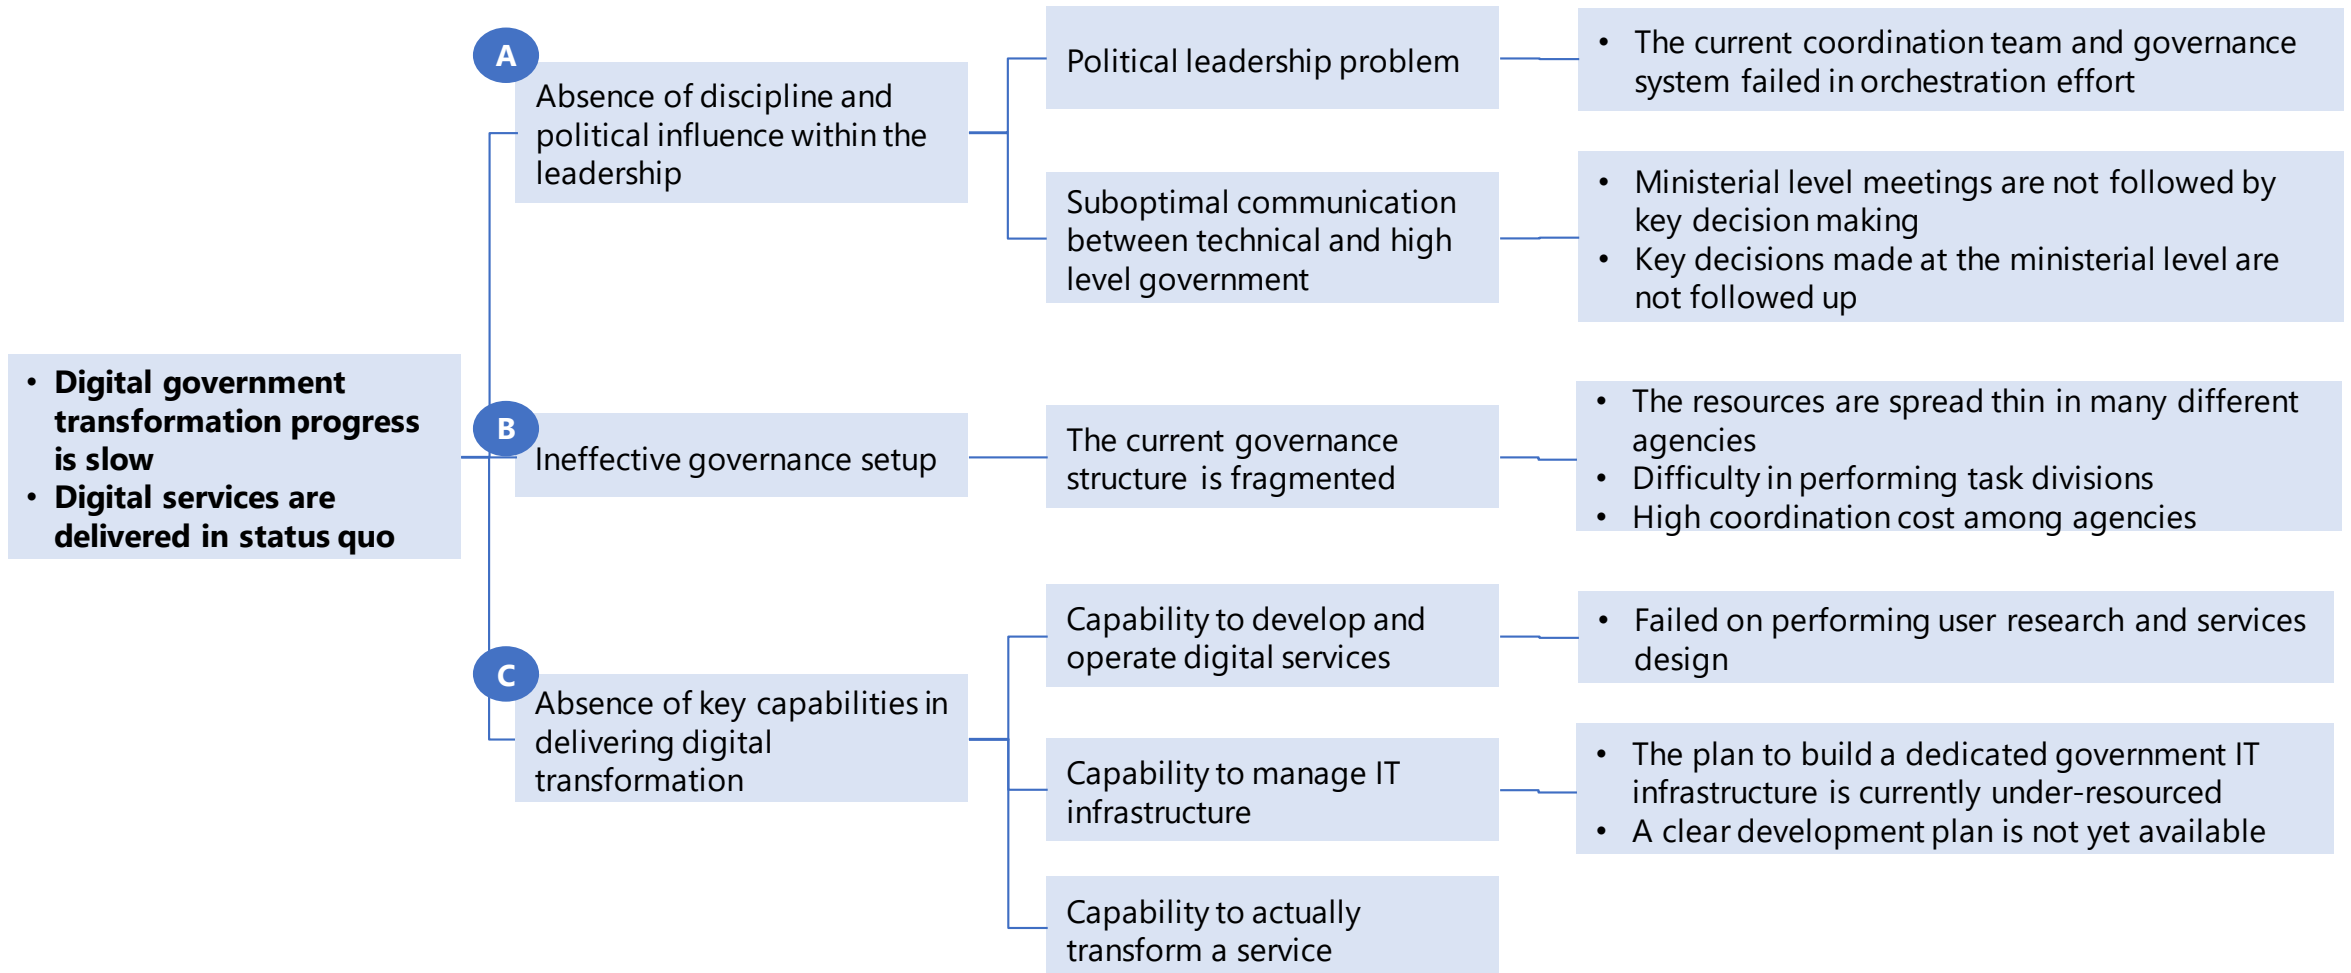 • Digital government
transformation progress
is slow
• Digital services are
delivered in status quo
A
Absence of discipline and
political influence within the
leadership
Political leadership problem
• The current coordination team and governance
system failed in orchestration effort
Suboptimal communication
between technical and high
level government
• Ministerial level meetings are not followed by
key decision making
• Key decisions made at the ministerial level are
not followed up
B
Ineffective governance setup
The current governance
structure is fragmented
• The resources are spread thin in many different
agencies
• Difficulty in performing task divisions
• High coordination cost among agencies
C
Absence of key capabilities in
delivering digital
transformation
Capability to develop and
operate digital services
• Failed on performing user research and services
design
Capability to manage IT
infrastructure
• The plan to build a dedicated government IT
infrastructure is currently under-resourced
• A clear development plan is not yet available
Capability to actually
transform a service